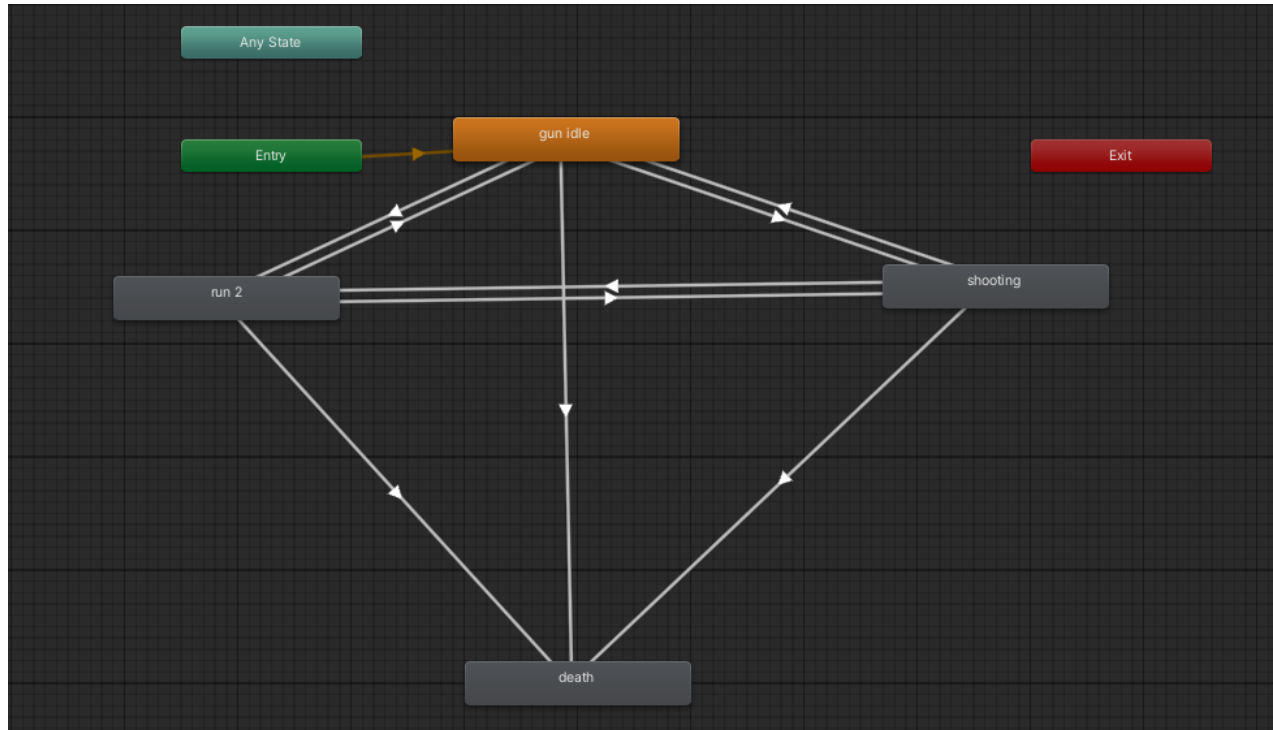 Any State
gun idle
Entry
Exit
run 2
shooting
death